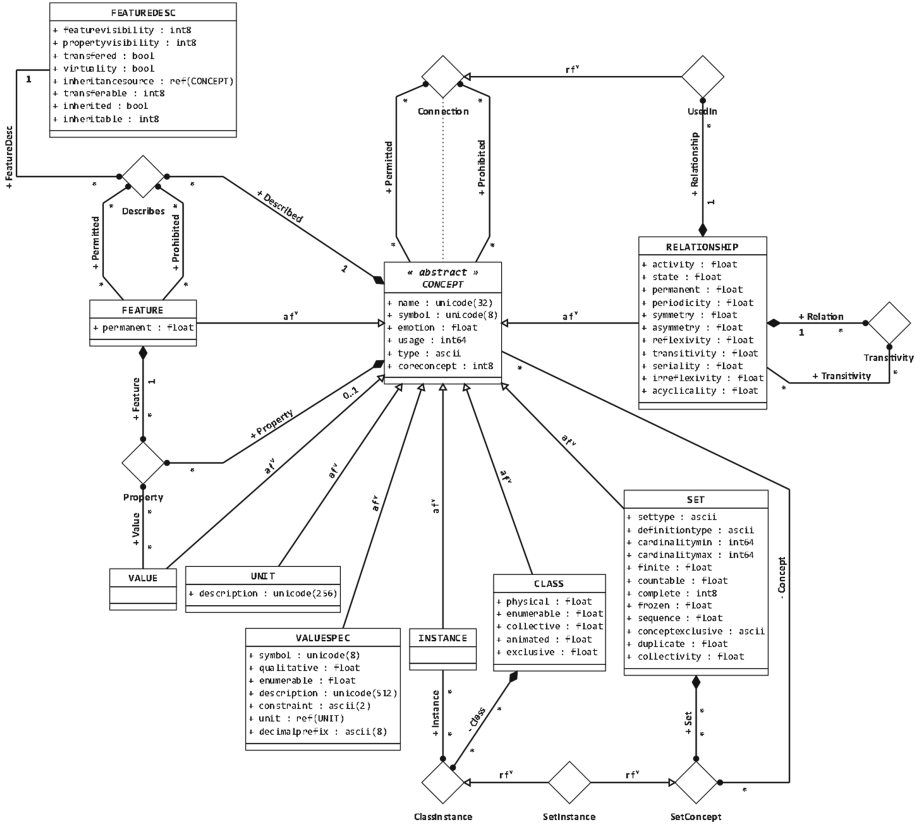 FEATUREDESC
+ featurevisibility : int8
+ propertyvisibility : int8
+ transfered : bool
+ virtuality : bool
+ inheritancesource : ref(CONCEPT)
+ transferable : int8
+ inherited : bool
+ inheritable : int8
1
+ FeatureDesc
*
*
Describes
+ Permitted
*
+ Prohibited
*
*
*
+ Described
1
FEATURE
+ permanent : float
af^v
Connection
rf^v
UsedIn
*
*
+ Permitted
+ Prohibited
*
*
*
+ Relationship
1
« abstract »
CONCEPT
+ name : unicode(32)
+ symbol : unicode(8)
+ emotion : float
+ usage : int64
+ type : ascii
+ coreconcept : int8
af^v
RELATIONSHIP
+ activity : float
+ state : float
+ permanent : float
+ periodicity : float
+ symmetry : float
+ asymmetry : float
+ reflexivity : float
+ transitivity : float
+ seriality : float
+ irreflexivity : float
+ acyclicality : float
+ Relation
1
*
Transitivity
+ Transitivity
*
*
+ Feature
1
*
Property
*
+ Property
0..1
+ Value
*
*
af^v
af^v
af^v
af^v
af^v
af^v
*
- Concept
*
VALUE
UNIT
+ description : unicode(256)
VALUESPEC
+ symbol : unicode(8)
+ qualitative : float
+ enumerable : float
+ description : unicode(512)
+ constraint : ascii(2)
+ unit : ref(UNIT)
+ decimalprefix : ascii(8)
INSTANCE
CLASS
+ physical : float
+ enumerable : float
+ collective : float
+ animated : float
+ exclusive : float
SET
+ settype : ascii
+ definitiontype : ascii
+ cardinalitymin : int64
+ cardinalitymax : int64
+ finite : float
+ countable : float
+ complete : int8
+ frozen : float
+ sequence : float
+ conceptexclusive : ascii
+ duplicate : float
+ collectivity : float
+ Instance
*
*
- Class
*
*
+ Set
*
*
rf^v
rf^v
ClassInstance
SetInstance
SetConcept